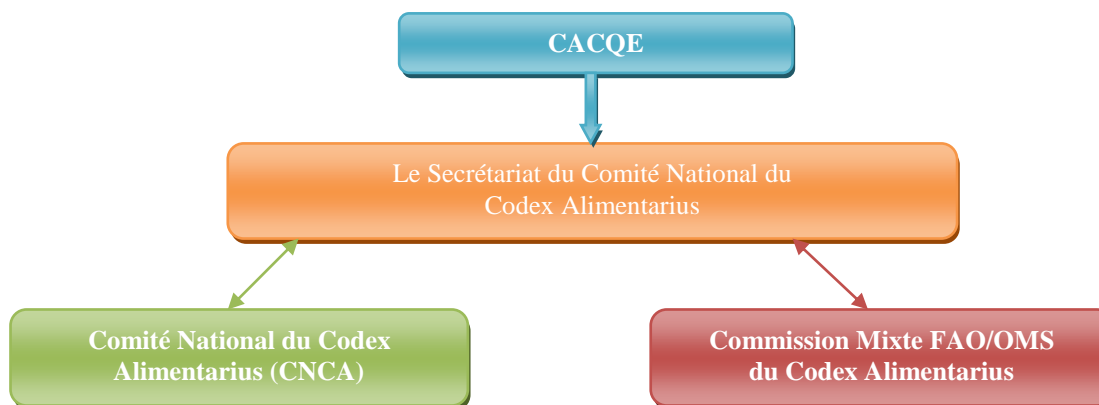 CACQE
Le Secrétariat du Comité National du
Codex Alimentarius
Comité National du Codex
Alimentarius (CNCA)
Commission Mixte FAO/OMS
du Codex Alimentarius